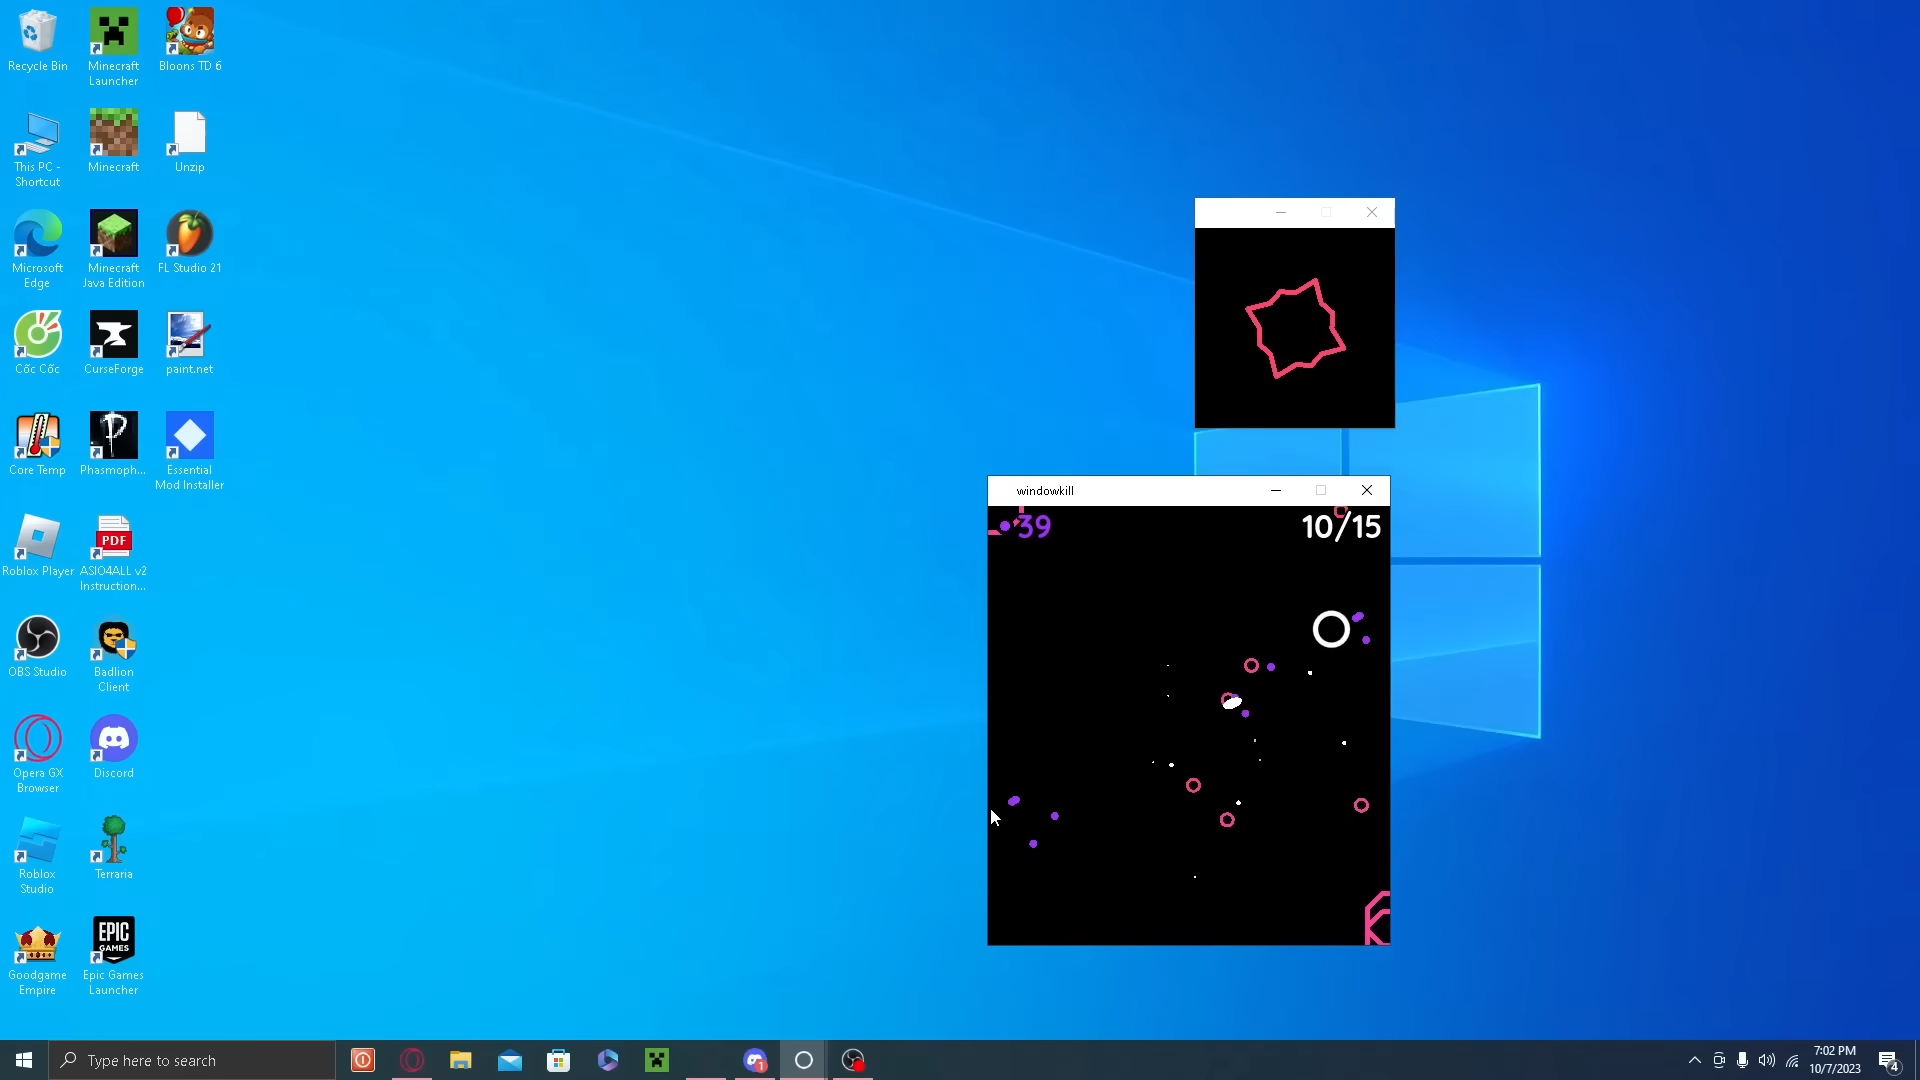 Recycle Bin
Minecraft
Launcher
Bloons TD 6
This PC -
Shortcut
Minecraft
Unzip
Microsoft
Edge
Minecraft
Java Edition
FL Studio 21
Cốc Cốc
CurseForge
paint.net
Core Temp
Phasmoph...
Essential
Mod Installer
Roblox Player
PDF
ASIO4ALL v2
Instruction...
OBS Studio
Badlion
Client
Opera GX
Browser
Discord
Roblox
Studio
Terraria
Goodgame
Empire
EPIC
GAMES
Epic Games
Launcher
windowkill
39
10/15
Type here to search
1
7:02 PM
10/7/2023
4